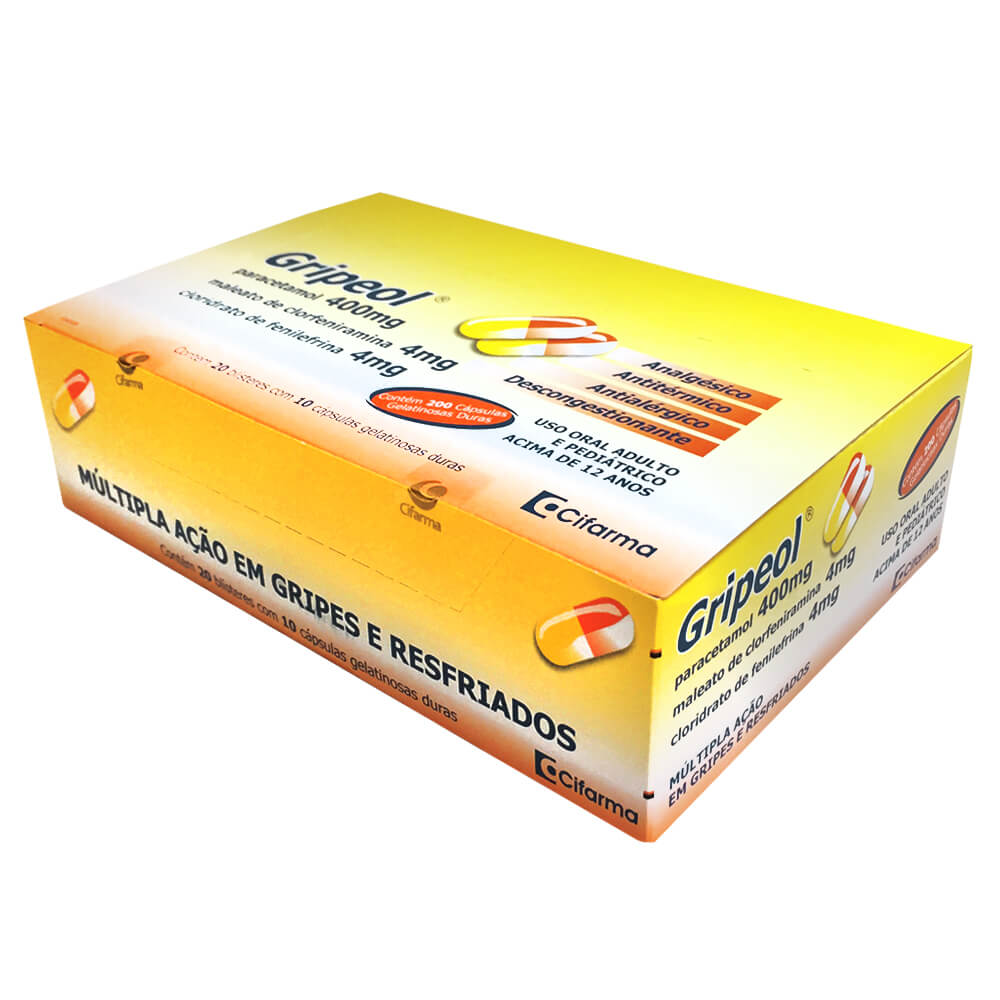 Gripeol ®
paracetamol 400mg
maleato de clorfeniramina 4mg
cloridrato de fenilefrina 4mg
Contém 20 blísteres com 10 cápsulas gelatinosas duras
Contém 200 Cápsulas
Gelatinosas Duras
Analgésico
Antitérmico
Antialérgico
Descongestionante
USO ORAL ADULTO
E PEDIÁTRICO
ACIMA DE 12 ANOS
Cifarma
Cifarma
Cifarma
MÚLTIPLA AÇÃO EM GRIPES E RESFRIADOS
Contém 20 blísteres com 10 cápsulas gelatinosas duras
Cifarma
Gripeol ®
paracetamol 400mg
maleato de clorfeniramina 4mg
cloridrato de fenilefrina 4mg
MÚLTIPLA AÇÃO
EM GRIPES E RESFRIADOS
Contém 200
USO ORAL ADULTO
E PEDIÁTRICO
ACIMA DE 12 ANOS
Cifarma